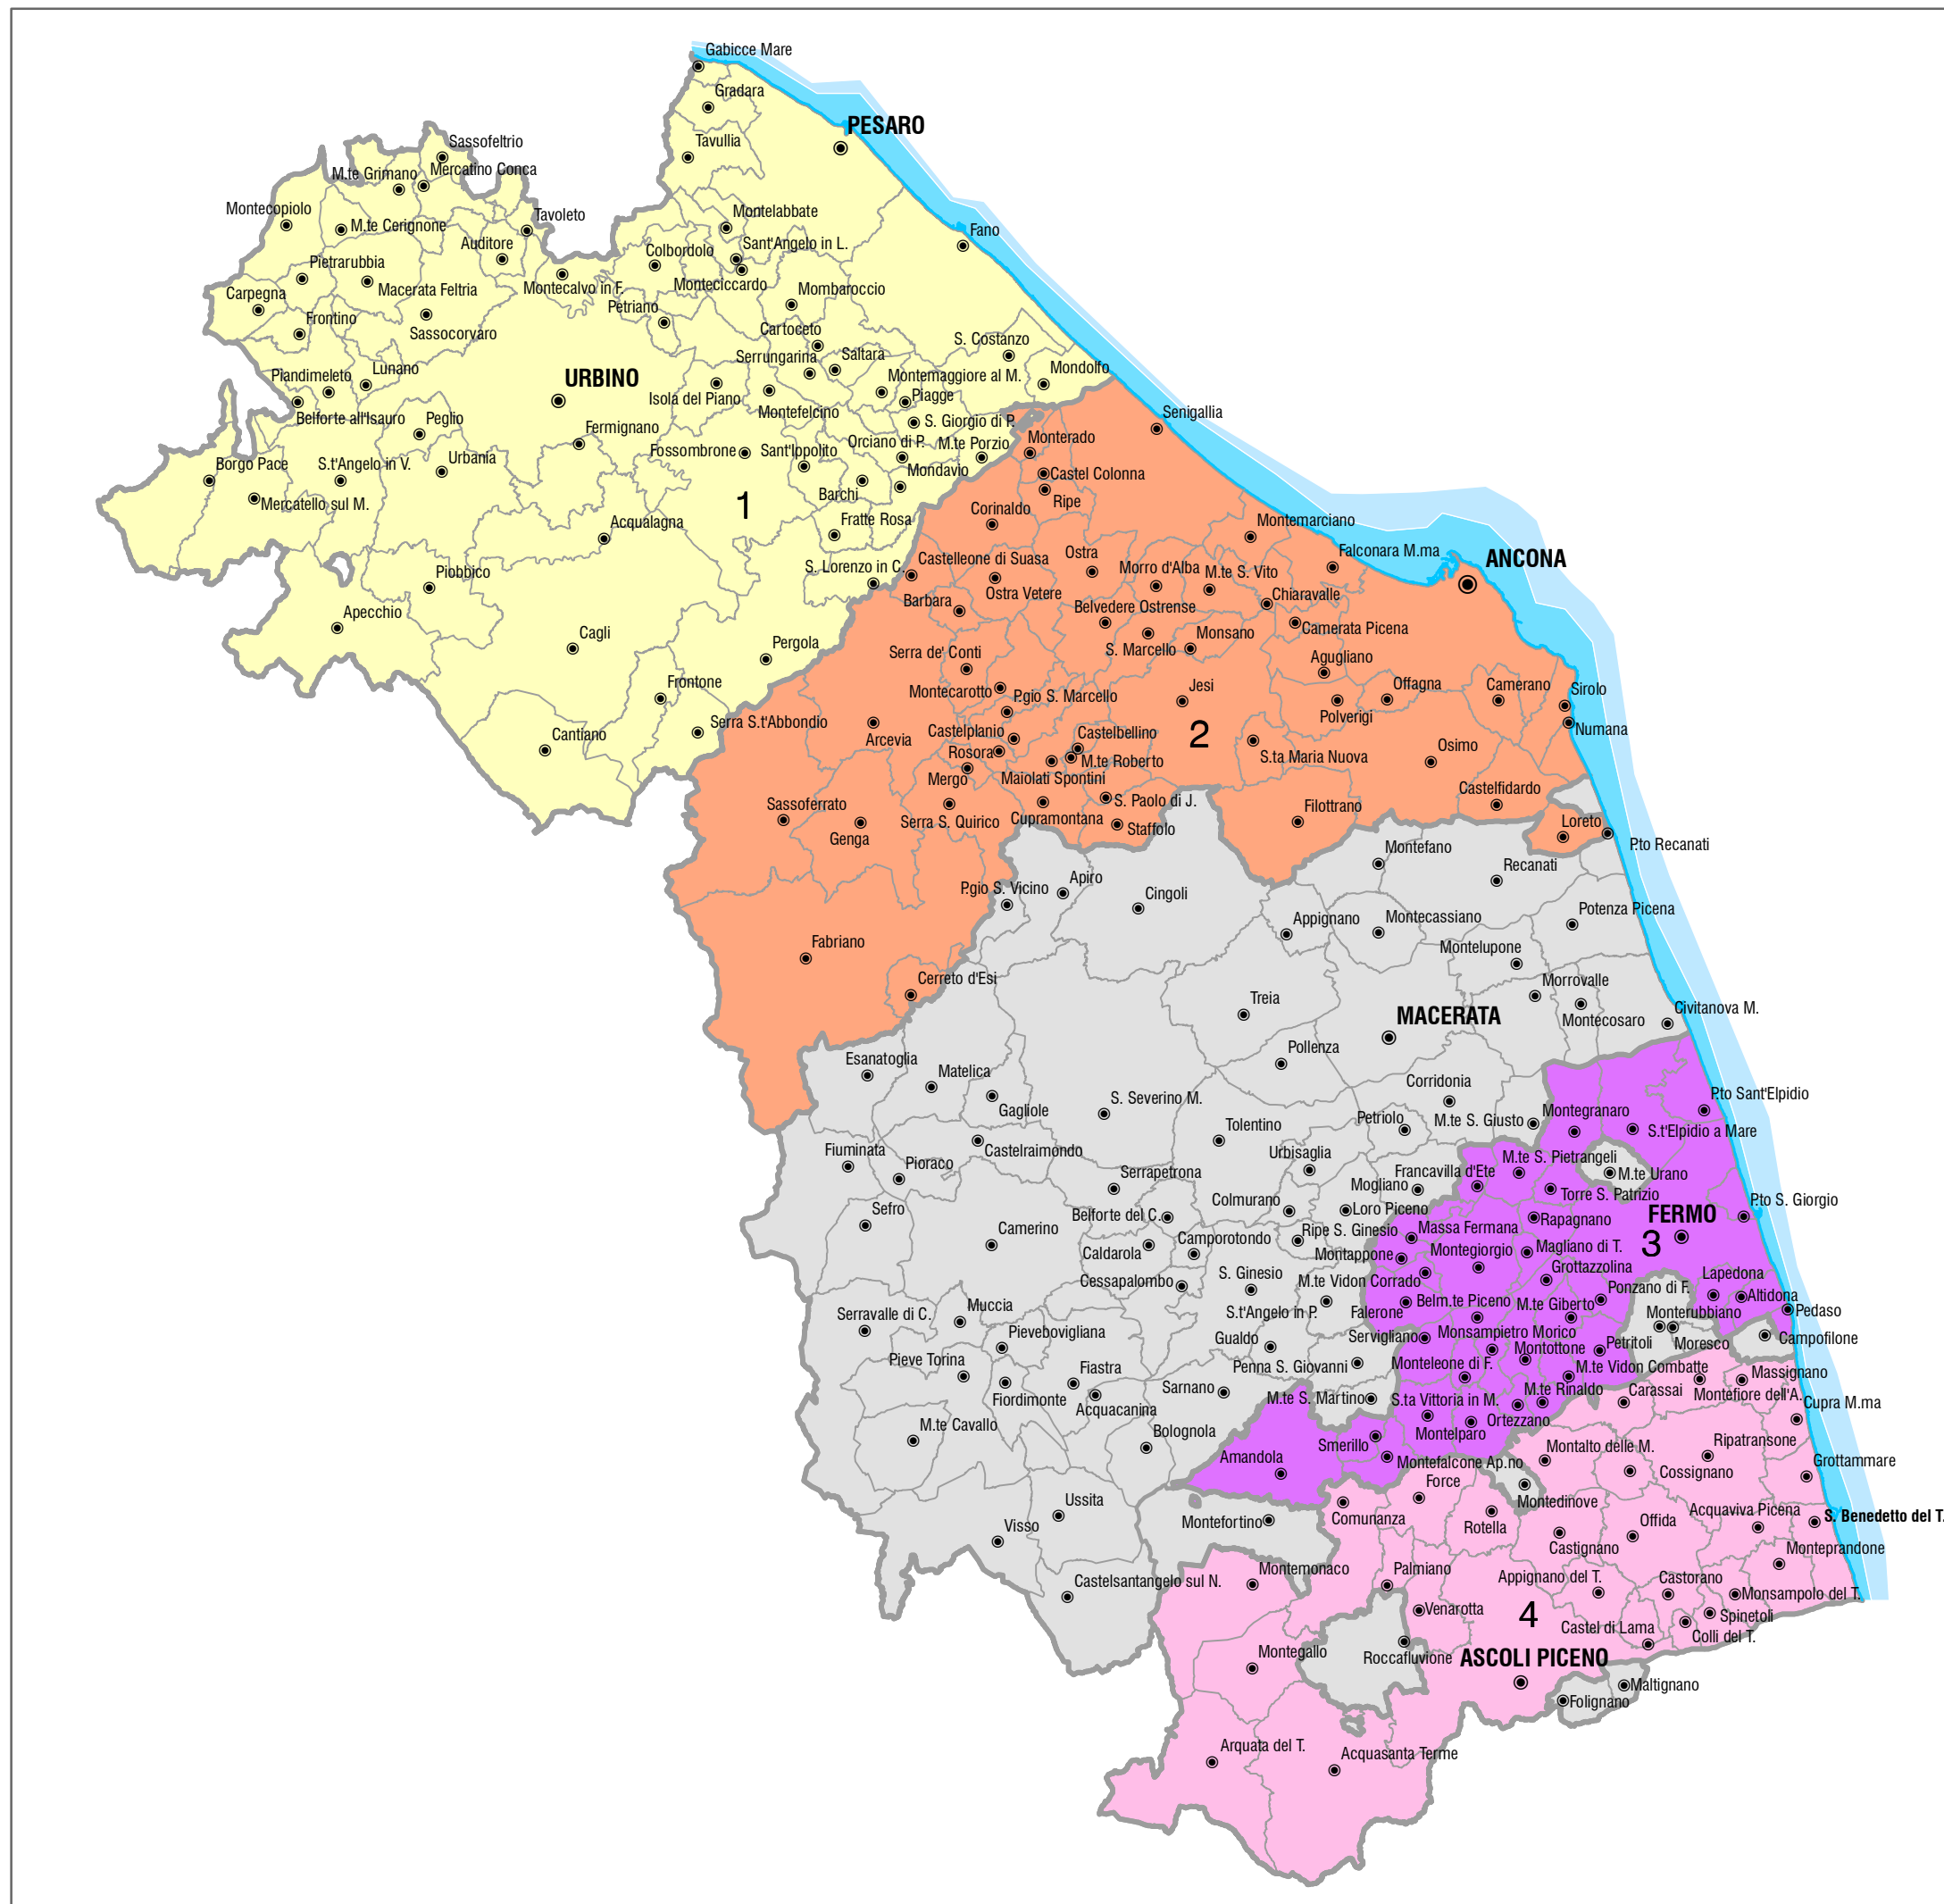 Gabicce Mare
Gradara
PESARO
Tavullia
Sassofeltrio
M.te Grimano
Mercatino Conca
Montecopiolo
M.te Cerignone
Tavoleto
Auditore
Montelabbate
Fano
Colbordolo
Sant'Angelo in L.
Pietrarubbia
Macerata Feltria
Montecalvo in F.
Monteciccardo
Mombaroccio
Carpegna
Petriano
Frontino
Sassocorvaro
Cartoceto
S. Costanzo
Serrungarina
Saltara
Mondolfo
Lunano
Piandimeleto
URBINO
Isola del Piano
Montemaggiore al M.
Piagge
Montefelcino
Belforte all'Isauro
Peglio
S. Giorgio di P.
Senigallia
Fermignano
Orciano di P.
M.te Porzio
Monterado
Fossombrone
Sant'Ippolito
Borgo Pace
S.t'Angelo in V.
Urbania
Mondavio
Castel Colonna
Mercatello sul M.
Barchi
Ripe
1
Corinaldo
Acqualagna
Fratte Rosa
Montemarciano
Ostra
Falconara M.ma
ANCONA
S. Lorenzo in C.
Castelleone di Suasa
Morro d'Alba
M.te S. Vito
Piobbico
Ostra Vetere
Chiaravalle
Barbara
Belvedere Ostrense
Apecchio
Camerata Picena
Cagli
Pergola
Serra de' Conti
S. Marcello
Monsano
Agugliano
Frontone
Montecarotto
P.gio S. Marcello
Jesi
Offagna
Camerano
Sirolo
Polverigi
Serra S.t'Abbondio
Cantiano
Arcevia
Castelplanio
Castelbellino
2
Numana
Rosora
M.te Roberto
S.ta Maria Nuova
Osimo
Mergo
Maiolati Spontini
Sassoferrato
Genga
Serra S. Quirico
Cupramontana
S. Paolo di J.
Staffolo
Filottrano
Castelfidardo
Loreto
P.to Recanati
Montefano
Recanati
P.gio S. Vicino
Apiro
Cingoli
Appignano
Montecassiano
Potenza Picena
Fabriano
Montelupone
Cerreto d'Esi
Treia
Morrovalle
MACERATA
Montecosaro
Civitanova M.
Esanatoglia
Pollenza
Matelica
Corridonia
Gagliole
S. Severino M.
P.to Sant'Elpidio
Petriolo
M.te S. Giusto
Montegranaro
Tolentino
S.t'Elpidio a Mare
Fiuminata
Castelraimondo
Urbisaglia
M.te S. Pietrangeli
Pioraco
Serrapetrona
Francavilla d'Ete
M.te Urano
Mogliano
Torre S. Patrizio
Colmurano
Loro Piceno
P.to S. Giorgio
Sefro
Belforte del C.
Rapagnano
FERMO
Camerino
Camporotondo
Ripe S. Ginesio
Massa Fermana
3
Caldarola
Montappone
Montegiorgio
Magliano di T.
Cessapalombo
S. Ginesio
M.te Vidon Corrado
Grottazzolina
Lapedona
Ponzano di F.
Altidona
Serravalle di C.
Muccia
S.t'Angelo in P.
Falerone
Belm.te Piceno
M.te Giberto
Monterubbiano
Pedaso
Pievebovigliana
Gualdo
Servigliano
Monsampietro Morico
Petritoli
Moresco
Campofilone
Pieve Torina
Fiastra
Penna S. Giovanni
Monteleone di F.
Montottone
M.te Vidon Combatte
Massignano
Fiordimonte
Acquacanina
Sarnano
M.te S. Martino
S.ta Vittoria in M.
M.te Rinaldo
Carassai
Montefiore dell'A.
Cupra M.ma
M.te Cavallo
Bolognola
Montelparo
Ortezzano
Smerillo
Amandola
Montefalcone Ap.no
Montalto delle M.
Ripatransone
Cossignano
Grottammare
Force
Montedinove
Ussita
Visso
Montefortino
Comunanza
Rotella
Offida
Acquaviva Picena
S. Benedetto del T.
Castignano
Monteprandone
Castelsantangelo sul N.
Montemonaco
Palmiano
Appignano del T.
Castorano
Monsampolo del T.
Venarotta
4
Spinetoli
Castel di Lama
Colli del T.
Montegallo
Roccafluvione
ASCOLI PICENO
Maltignano
Folignano
Arquata del T.
Acquasanta Terme